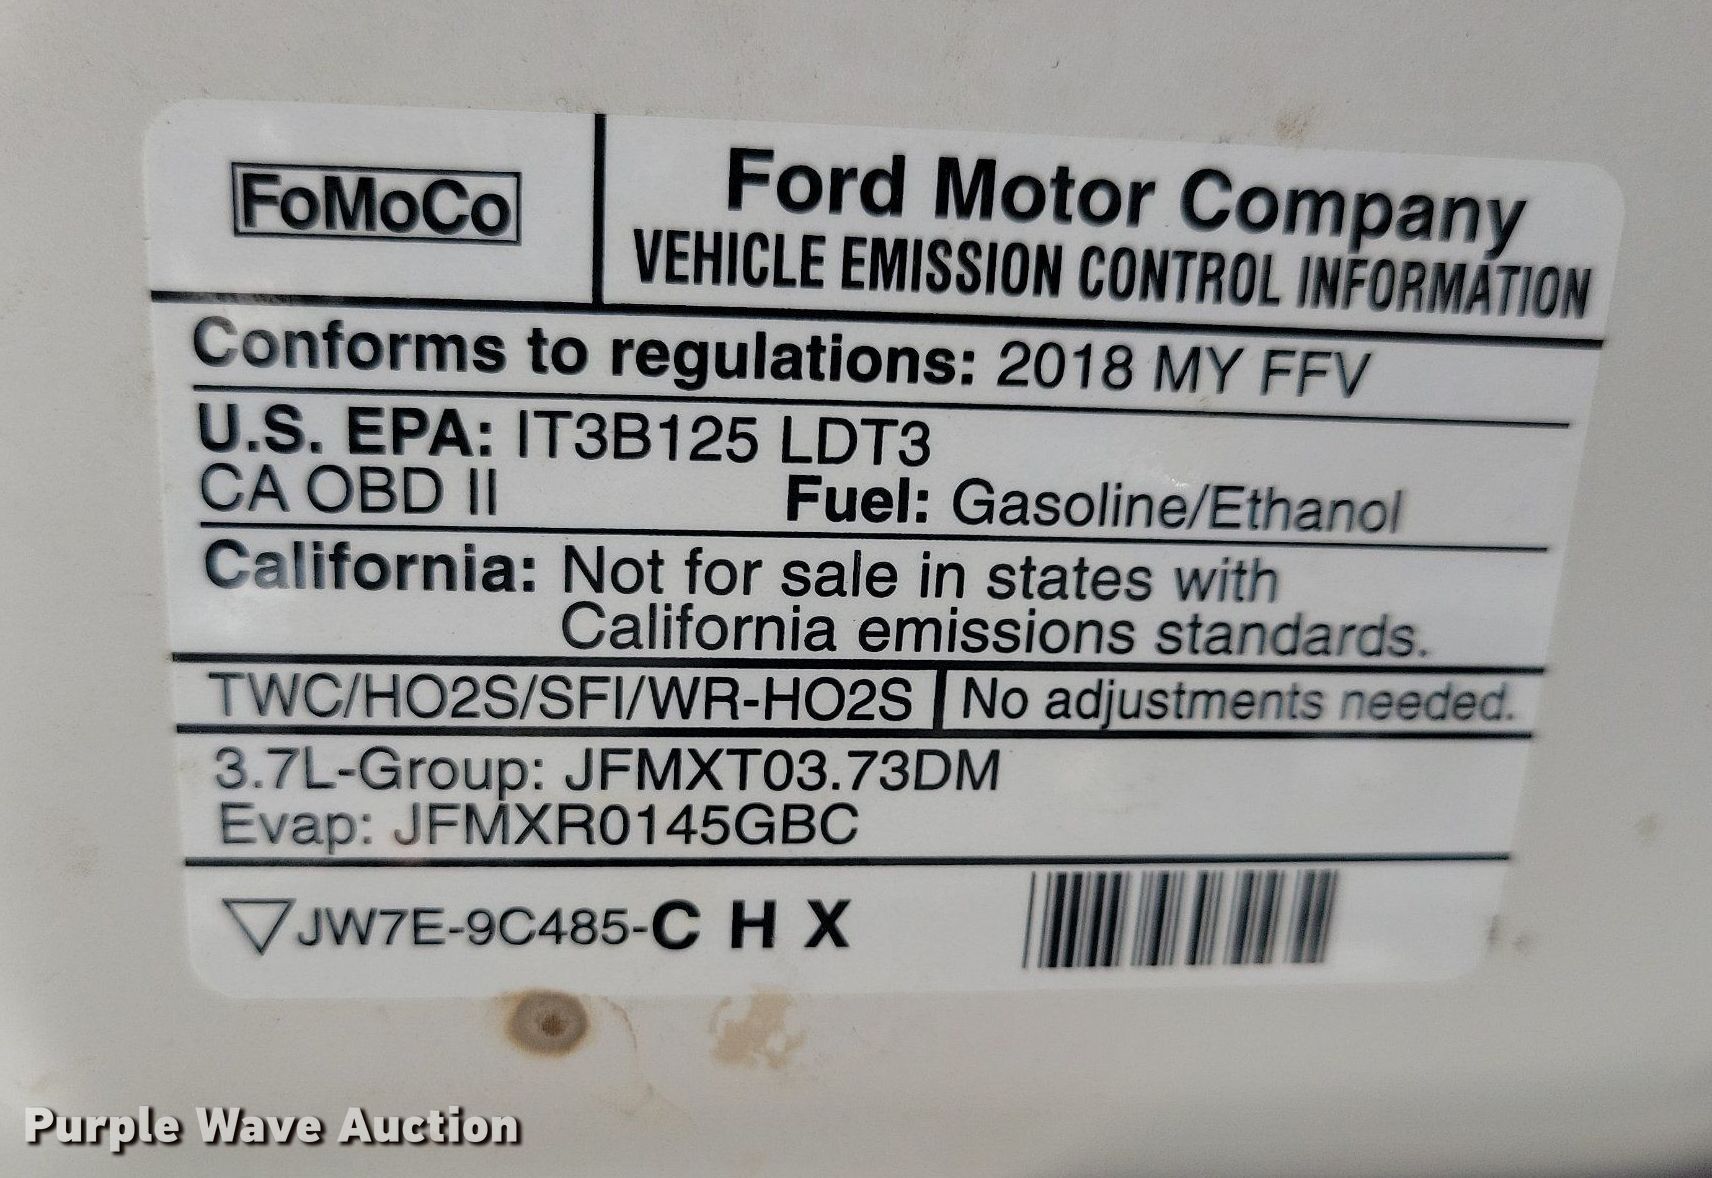 FoMoCo
Ford Motor Company
VEHICLE EMISSION CONTROL INFORMATION
Conforms to regulations: 2018 MY FFV
U.S. EPA: IT3B125 LDT3
CA OBD II Fuel: Gasoline/Ethanol
California: Not for sale in states with
California emissions standards.
TWC/HO2S/SFI/WR-HO2S No adjustments needed.
3.7L-Group: JFMXT03.73DM
Evap: JFMXR0145GBC
JW7E-9C485-C H X
Purple Wave Auction